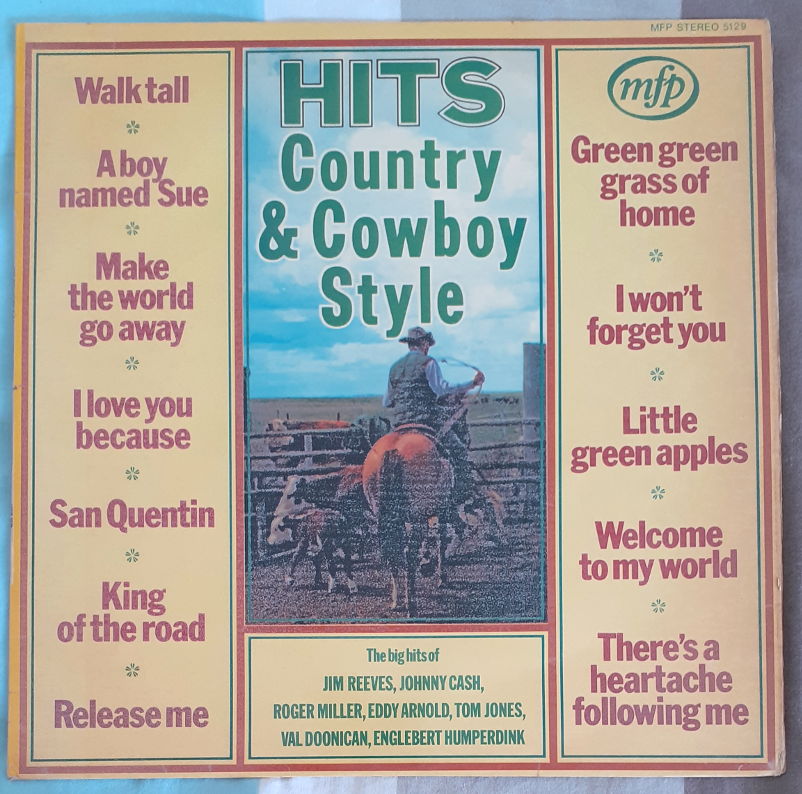 MFP STEREO 5129
Walk tall
A boy
named Sue
Make
the world
go away
I love you
because
San Quentin
King
of the road
Release me
HITS
Country
& Cowboy
Style
The big hits of
JIM REEVES, JOHNNY CASH,
ROGER MILLER, EDDY ARNOLD, TOM JONES,
VAL DOONICAN, ENGLEBERT HUMPERDINK
mfp
Green green
grass of
home
I won't
forget you
Little
green apples
Welcome
to my world
There's a
heartache
following me